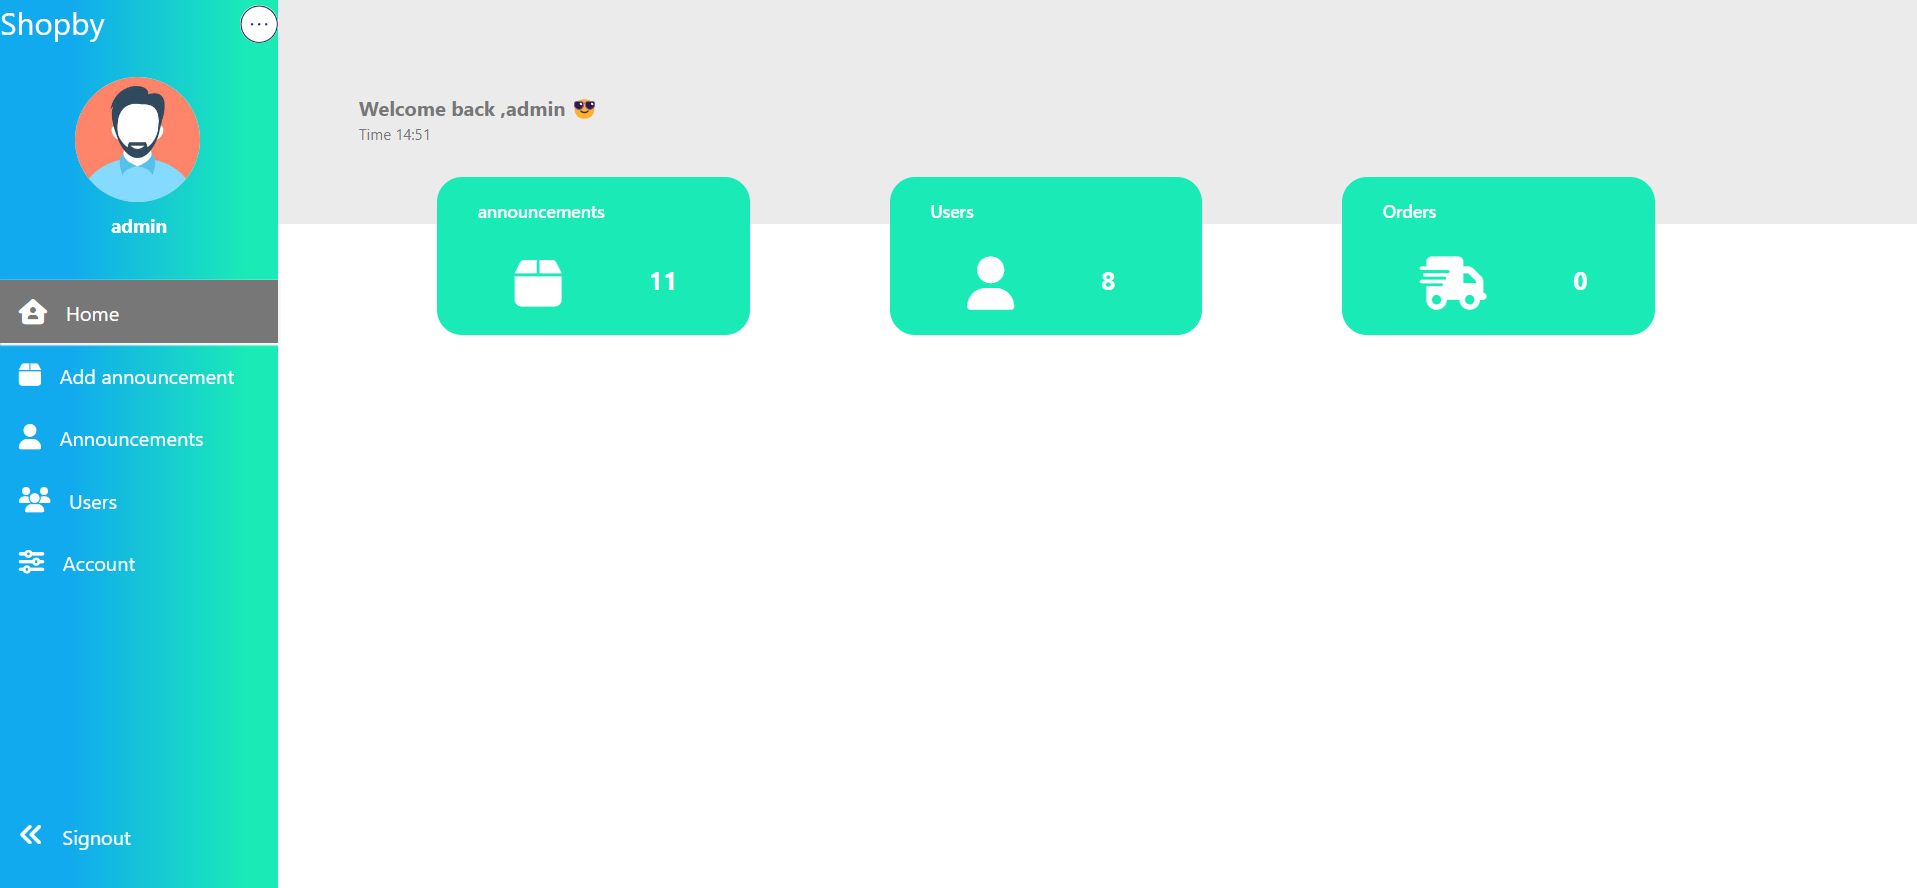 Shopby
admin
Home
Add announcement
Announcements
Users
Account
Signout
Welcome back ,admin 😎
Time 14:51
announcements
11
Users
8
Orders
0